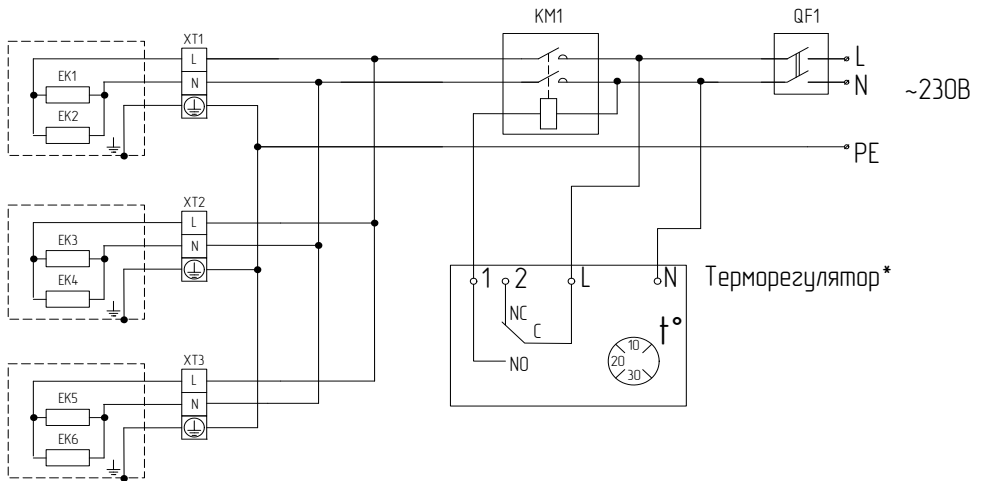 KM1
QF1
XT1
L
N
EK1
EK2
L
N
~230В
PE
XT2
L
N
EK3
EK4
1
2
L
N
Терморегулятор*
NC
C
NO
t°
10
20
30
XT3
L
N
EK5
EK6